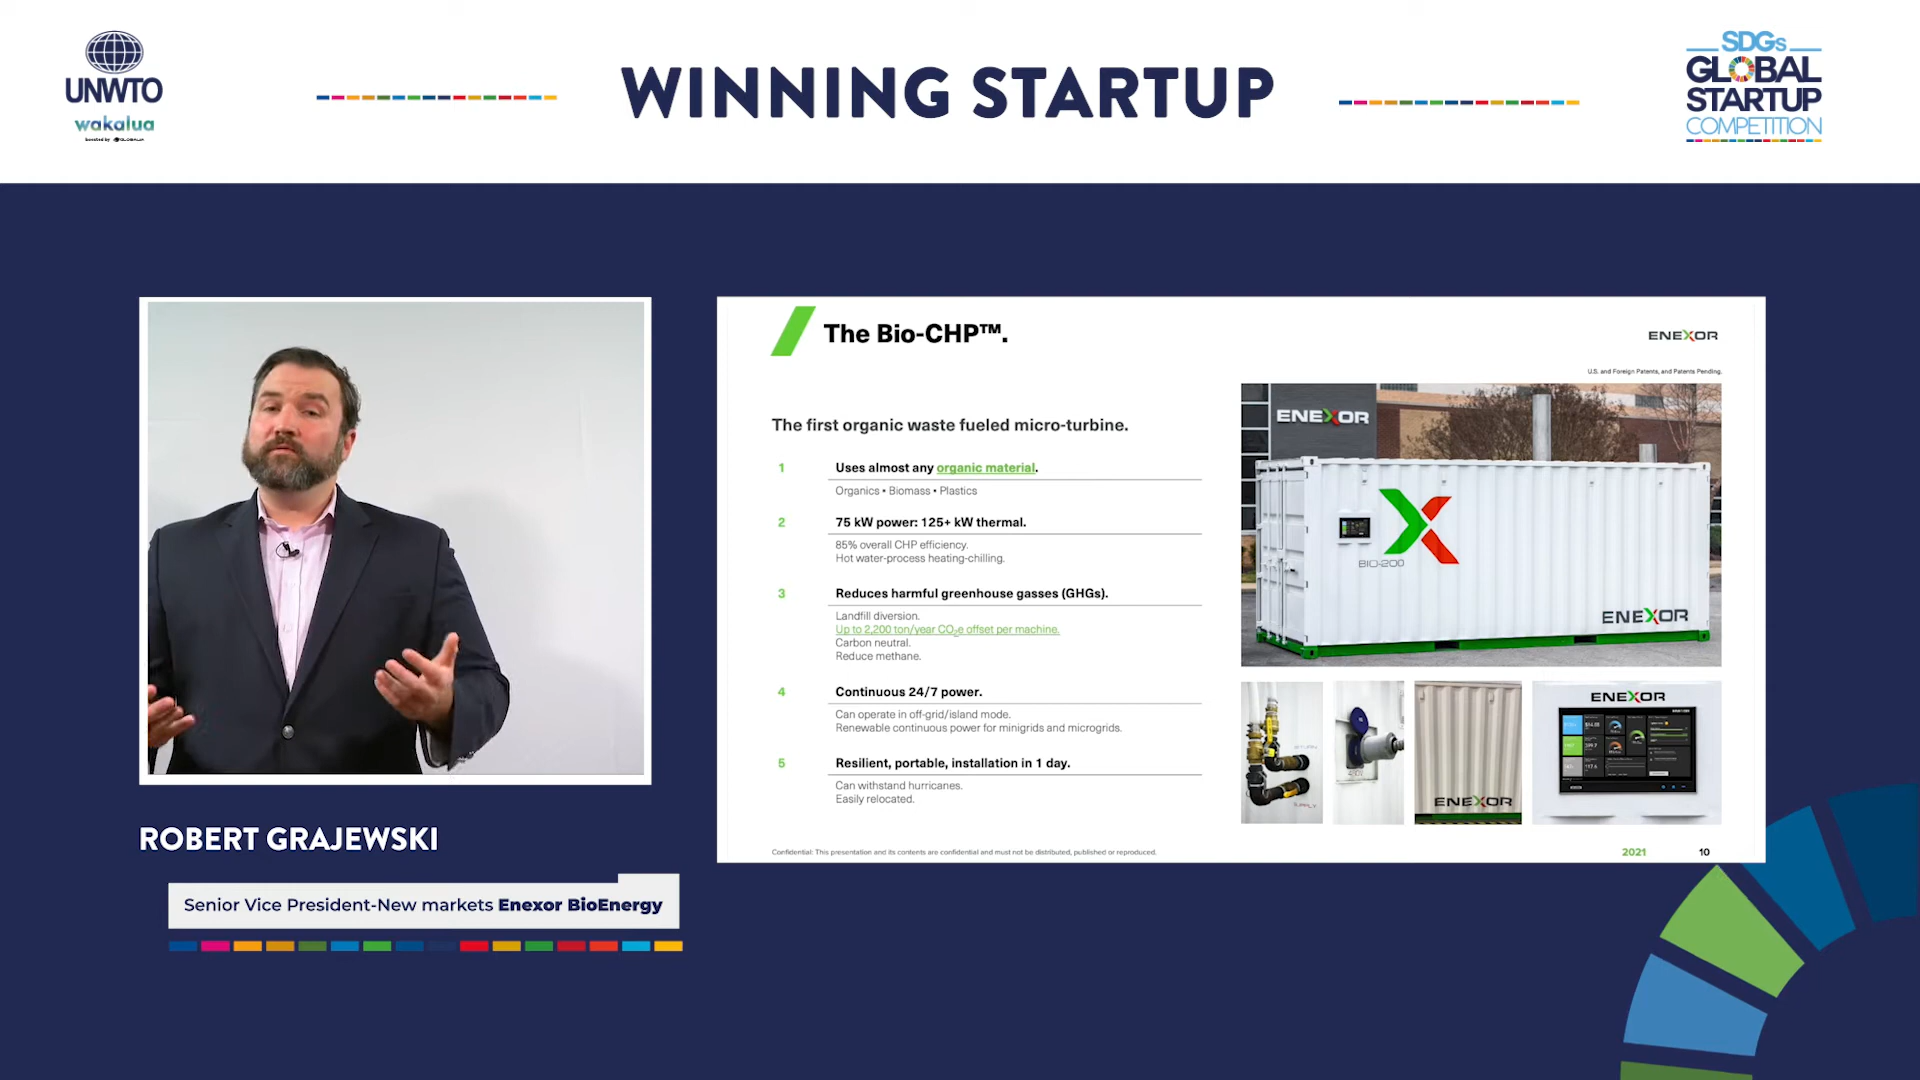 UNWTO
wakalua
WINNING STARTUP
SDGs
GLOBAL
STARTUP
COMPETITION
The Bio-CHP™.
ENEXOR
U.S. and Foreign Patents, and Patents Pending.
The first organic waste fueled micro-turbine.
1 Uses almost any organic material.
Organics • Biomass • Plastics
2 75 kW power: 125+ kW thermal.
85% overall CHP efficiency.
Hot water-process heating-chilling.
3 Reduces harmful greenhouse gasses (GHGs).
Landfill diversion.
Up to 2,200 ton/year CO₂e offset per machine.
Carbon neutral.
Reduce methane.
4 Continuous 24/7 power.
Can operate in off-grid/island mode.
Renewable continuous power for minigrids and microgrids.
5 Resilient, portable, installation in 1 day.
Can withstand hurricanes.
Easily relocated.
ENEXOR
BIO-200
ENEXOR
SUPPLY
ENEXOR
ENEXOR
Confidential: This presentation and its contents are confidential and must not be distributed, published or reproduced.
2021 10
ROBERT GRAJEWSKI
Senior Vice President-New markets Enexor BioEnergy